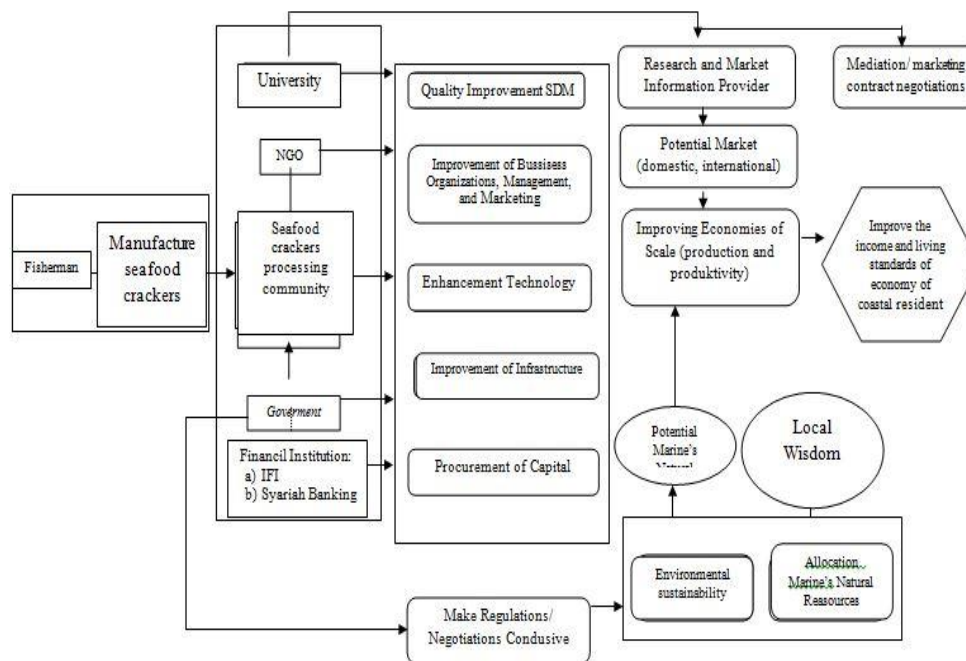 University
NGO
Fisherman
Manufacture
seafood
crackers
Seafood
crackers
processing
community
Goverment
Financil Institution:
a) IFI
b) Syariah Banking
Quality Improvement SDM
Improvement of Bussisess
Organizations, Management,
and Marketing
Enhancement Technology
Improvement of Infrastructure
Procurement of Capital
Research and Market
Information Provider
Mediation/ marketing
contract negotiations
Potential Market
(domestic, international)
Improving Economies of
Scale (production and
produktivity)
Improve the
income and living
standards of
economy of
coastal resident
Potential
Marine's
Local
Wisdom
Environmental
sustainability
Allocation
Marine's Natural
Reasources
Make Regulations/
Negotiations Condusive